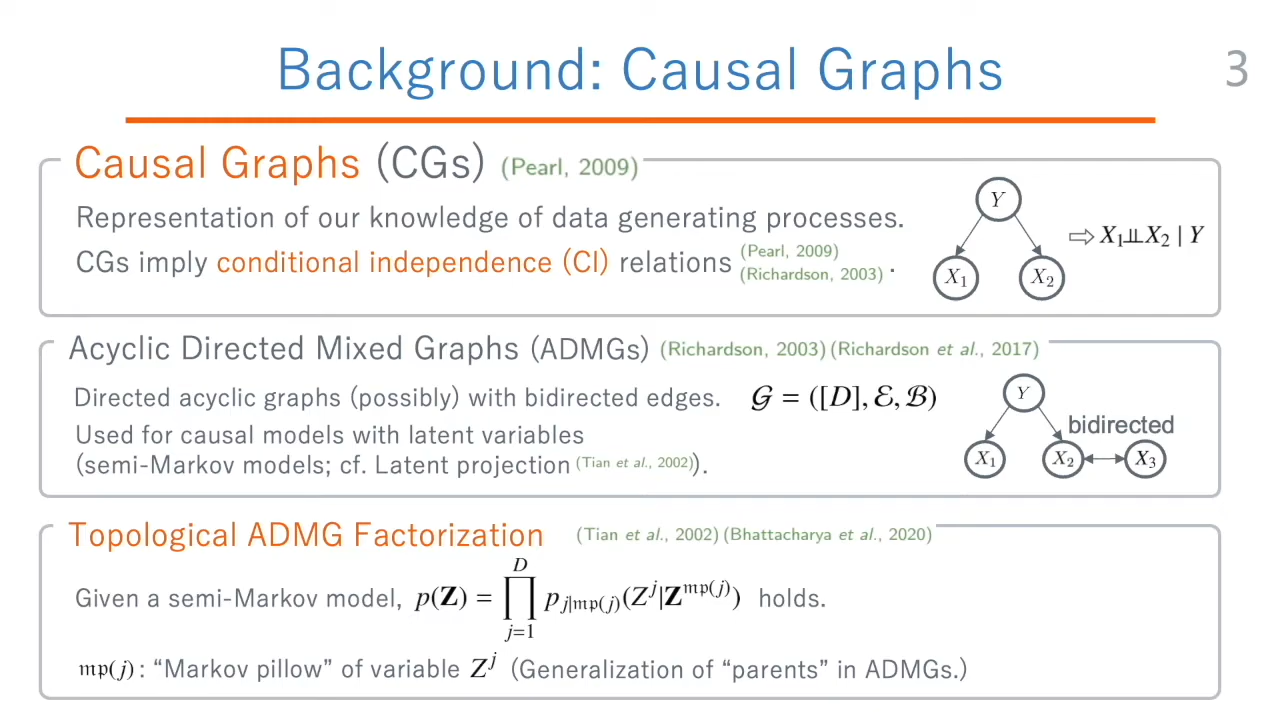 Background: Causal Graphs
3
Causal Graphs (CGs) (Pearl, 2009)
Representation of our knowledge of data generating processes.
CGs imply conditional independence (CI) relations (Pearl, 2009) (Richardson, 2003) .
Y
X₁ X₂
⇨ X₁⫫X₂ | Y
Acyclic Directed Mixed Graphs (ADMGs) (Richardson, 2003) (Richardson et al., 2017)
Directed acyclic graphs (possibly) with bidirected edges. 𝒢 = ([D], ℰ, ℬ)
Used for causal models with latent variables
(semi-Markov models; cf. Latent projection (Tian et al., 2002)).
Y
bidirected
X₁ X₂ X₃
Topological ADMG Factorization (Tian et al., 2002) (Bhattacharya et al., 2020)
Given a semi-Markov model, p(𝐙) = ∏_{j=1}^{D} p_{j|𝔪𝔭(j)}(Z^j|𝐙^{𝔪𝔭(j)}) holds.
𝔪𝔭(j) : “Markov pillow” of variable Z^j (Generalization of “parents” in ADMGs.)